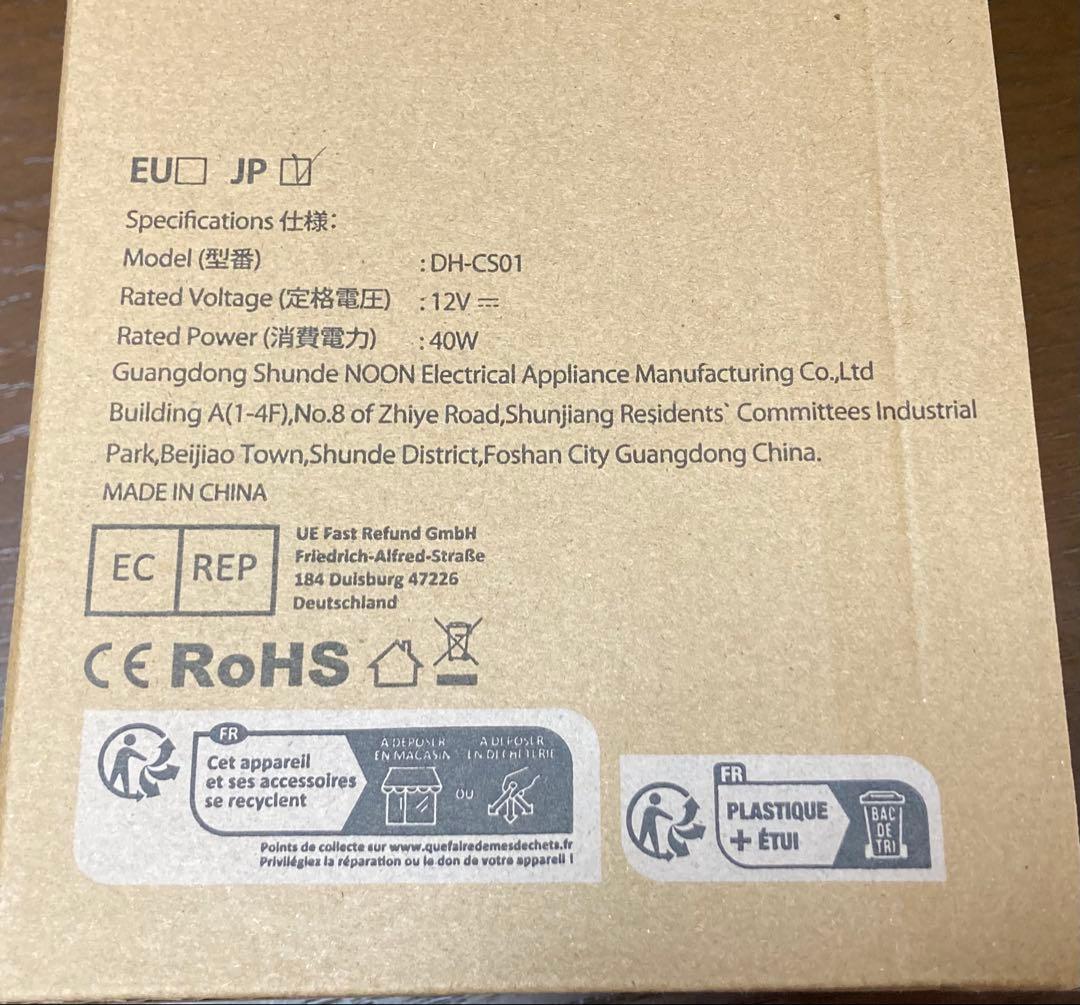 EU□ JP ☑
Specifications 仕様:
Model (型番) :DH-CS01
Rated Voltage (定格電圧) :12V ⎓
Rated Power (消費電力) :40W
Guangdong Shunde NOON Electrical Appliance Manufacturing Co.,Ltd
Building A(1-4F),No.8 of Zhiye Road,Shunjiang Residents` Committees Industrial
Park,Beijiao Town,Shunde District,Foshan City Guangdong China.
MADE IN CHINA
EC REP
UE Fast Refund GmbH
Friedrich-Alfred-Straße
184 Duisburg 47226
Deutschland
CE RoHS
FR
Cet appareil
et ses accessoires
se recyclent
À DÉPOSER
EN MAGASIN
OU
À DÉPOSER
EN DÉCHÈTERIE
Points de collecte sur www.quefairedemesdechets.fr
Privilégiez la réparation ou le don de votre appareil !
FR
PLASTIQUE
+ ÉTUI
BAC
DE
TRI